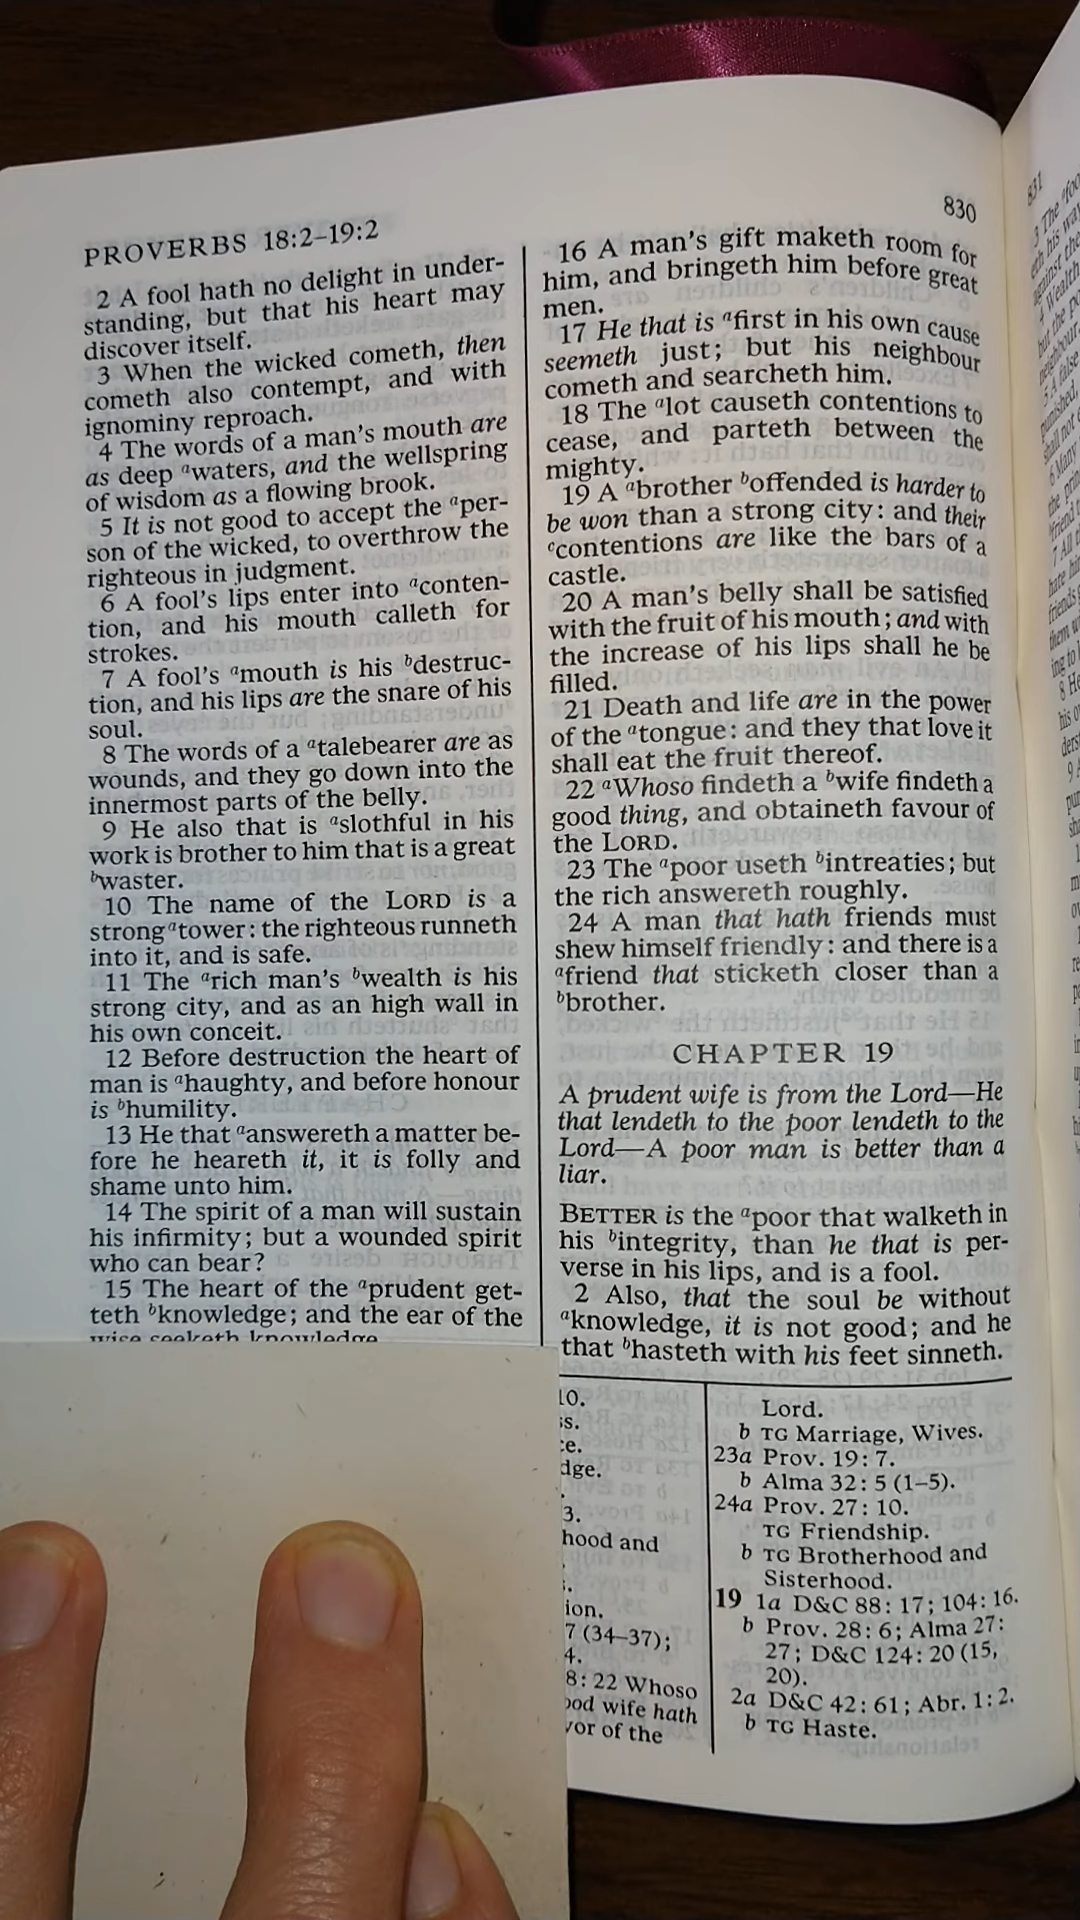 PROVERBS 18:2–19:2
830
2 A fool hath no delight in under-
standing, but that his heart may
discover itself.
3 When the wicked cometh, then
cometh also contempt, and with
ignominy reproach.
4 The words of a man's mouth are
as deep ᵃwaters, and the wellspring
of wisdom as a flowing brook.
5 It is not good to accept the ᵃper-
son of the wicked, to overthrow the
righteous in judgment.
6 A fool's lips enter into ᵃconten-
tion, and his mouth calleth for
strokes.
7 A fool's ᵃmouth is his ᵇdestruc-
tion, and his lips are the snare of his
soul.
8 The words of a ᵃtalebearer are as
wounds, and they go down into the
innermost parts of the belly.
9 He also that is ᵃslothful in his
work is brother to him that is a great
ᵇwaster.
10 The name of the LORD is a
strong ᵃtower: the righteous runneth
into it, and is safe.
11 The ᵃrich man's ᵇwealth is his
strong city, and as an high wall in
his own conceit.
12 Before destruction the heart of
man is ᵃhaughty, and before honour
is ᵇhumility.
13 He that ᵃanswereth a matter be-
fore he heareth it, it is folly and
shame unto him.
14 The spirit of a man will sustain
his infirmity; but a wounded spirit
who can bear?
15 The heart of the ᵃprudent get-
teth ᵇknowledge; and the ear of the
wise seeketh knowledge
16 A man's gift maketh room for
him, and bringeth him before great
men.
17 He that is ᵃfirst in his own cause
seemeth just; but his neighbour
cometh and searcheth him.
18 The ᵃlot causeth contentions to
cease, and parteth between the
mighty.
19 A ᵃbrother ᵇoffended is harder to
be won than a strong city: and their
ᶜcontentions are like the bars of a
castle.
20 A man's belly shall be satisfied
with the fruit of his mouth; and with
the increase of his lips shall he be
filled.
21 Death and life are in the power
of the ᵃtongue: and they that love it
shall eat the fruit thereof.
22 ᵃWhoso findeth a ᵇwife findeth a
good thing, and obtaineth favour of
the LORD.
23 The ᵃpoor useth ᵇintreaties; but
the rich answereth roughly.
24 A man that hath friends must
shew himself friendly: and there is a
ᵃfriend that sticketh closer than a
ᵇbrother.
CHAPTER 19
A prudent wife is from the Lord—He
that lendeth to the poor lendeth to the
Lord—A poor man is better than a
liar.
BETTER is the ᵃpoor that walketh in
his ᵇintegrity, than he that is per-
verse in his lips, and is a fool.
2 Also, that the soul be without
ᵃknowledge, it is not good; and he
that ᵇhasteth with his feet sinneth.
10.
dge.
3.
hood and
ion.
7 (34–37);
4.
8:22 Whoso
ood wife hath
vor of the
Lord.
b TG Marriage, Wives.
23a Prov. 19:7.
b Alma 32:5 (1–5).
24a Prov. 27:10.
TG Friendship.
b TG Brotherhood and
Sisterhood.
19 1a D&C 88:17; 104:16.
b Prov. 28:6; Alma 27:
27; D&C 124:20 (15,
20).
2a D&C 42:61; Abr. 1:2.
b TG Haste.
831